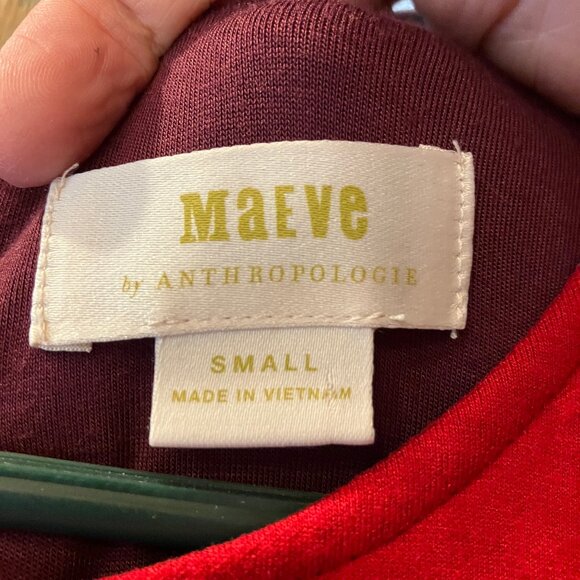 MaEVe
by ANTHROPOLOGIE
SMALL
MADE IN VIETNAM